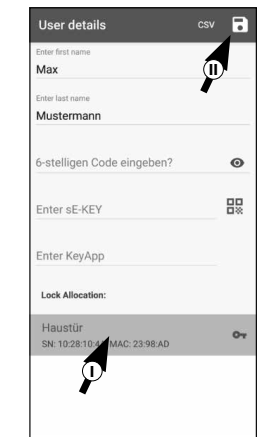 User details CSV
Enter first name
Max
Enter last name
Mustermann
6-stelligen Code eingeben?
Enter sE-KEY
Enter KeyApp
Lock Allocation:
Haustür
SN: 10:28:10:4 MAC: 23:98:AD
II
I